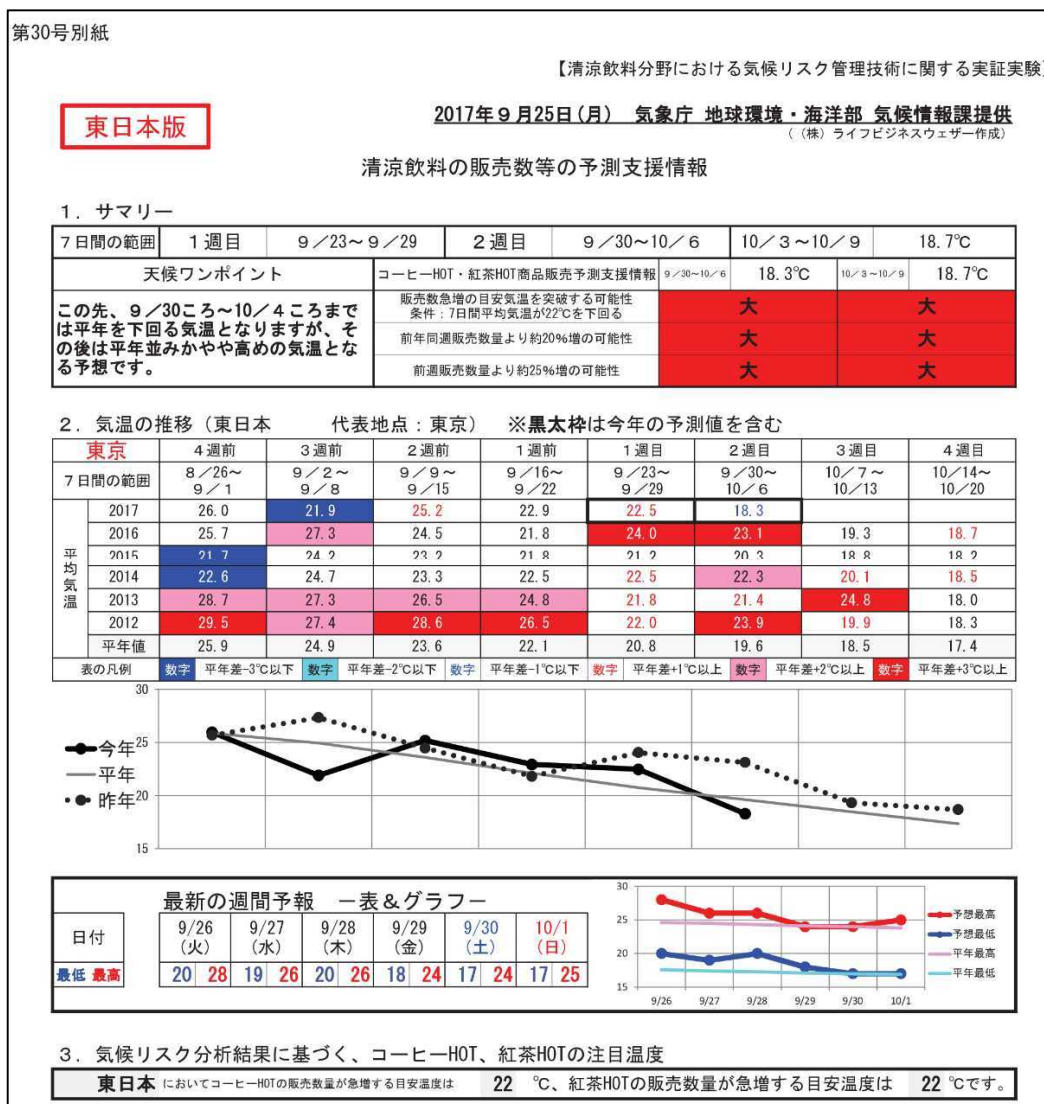 第30号別紙
【清涼飲料分野における気候リスク管理技術に関する実証実験】
東日本版
2017年9月25日(月) 気象庁 地球環境・海洋部 気候情報課提供
((株)ライフビジネスウェザー作成)
清涼飲料の販売数等の予測支援情報
1. サマリー
7日間の範囲 1週目 9/23~9/29 2週目 9/30~10/6 10/3~10/9 18.7℃
天候ワンポイント コーヒーHOT・紅茶HOT商品販売予測支援情報 9/30~10/6 18.3℃ 10/3~10/9 18.7℃
この先、9/30ころ~10/4ころまでは平年を下回る気温となりますが、その後は平年並みかやや高めの気温となる予想です。
販売数急増の目安気温を突破する可能性
条件:7日間平均気温が22℃を下回る 大 大
前年同週販売数量より約20%増の可能性 大 大
前週販売数量より約25%増の可能性 大 大
2. 気温の推移(東日本 代表地点:東京) ※黒太枠は今年の予測値を含む
東京 4週前 3週前 2週前 1週前 1週目 2週目 3週目 4週目
7日間の範囲 8/26~9/1 9/2~9/8 9/9~9/15 9/16~9/22 9/23~9/29 9/30~10/6 10/7~10/13 10/14~10/20
平均気温
2017 26.0 21.9 25.2 22.9 22.5 18.3
2016 25.7 27.3 24.5 21.8 24.0 23.1 19.3 18.7
2015 21.7 24.2 23.2 21.8 21.2 20.3 18.8 18.2
2014 22.6 24.7 23.3 22.5 22.5 22.3 20.1 18.5
2013 28.7 27.3 26.5 24.8 21.8 21.4 24.8 18.0
2012 29.5 27.4 28.6 26.5 22.0 23.9 19.9 18.3
平年値 25.9 24.9 23.6 22.1 20.8 19.6 18.5 17.4
表の凡例 数字 平年差-3℃以下 数字 平年差-2℃以下 数字 平年差-1℃以下 数字 平年差+1℃以上 数字 平年差+2℃以上 数字 平年差+3℃以上
30
25
20
15
今年
平年
昨年
最新の週間予報 -表&グラフ-
日付 9/26(火) 9/27(水) 9/28(木) 9/29(金) 9/30(土) 10/1(日)
最低 最高 20 28 19 26 20 26 18 24 17 24 17 25
30
25
20
15
9/26 9/27 9/28 9/29 9/30 10/1
予想最高
予想最低
平年最高
平年最低
3. 気候リスク分析結果に基づく、コーヒーHOT、紅茶HOTの注目温度
東日本 においてコーヒーHOTの販売数量が急増する目安温度は 22 ℃、紅茶HOTの販売数量が急増する目安温度は 22 ℃です。